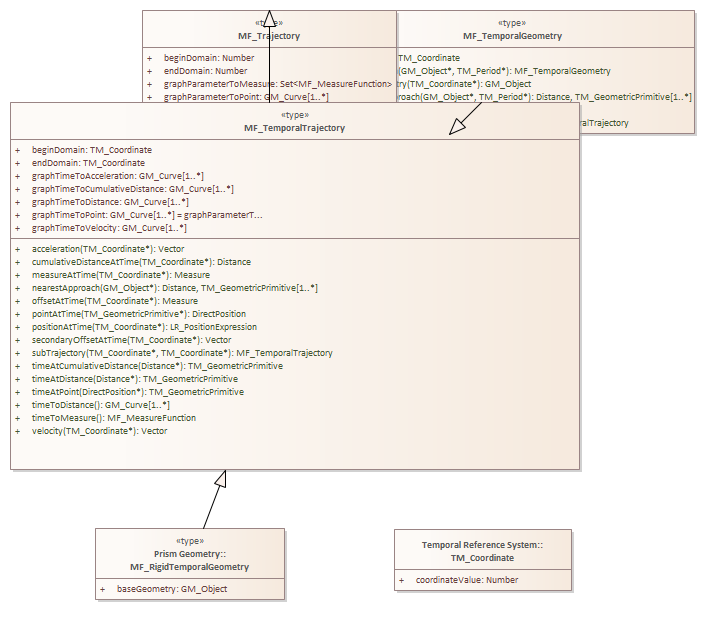 «type»
MF_Trajectory
+ beginDomain: Number
+ endDomain: Number
+ graphParameterToMeasure: Set<MF_MeasureFunction>
+ graphParameterToPoint: GM_Curve[1..*]
«type»
MF_TemporalGeometry
TM_Coordinate
(GM_Object*, TM_Period*): MF_TemporalGeometry
try(TM_Coordinate*): GM_Object
roach(GM_Object*, TM_Period*): Distance, TM_GeometricPrimitive[1..*]
ralTrajectory
«type»
MF_TemporalTrajectory
+ beginDomain: TM_Coordinate
+ endDomain: TM_Coordinate
+ graphTimeToAcceleration: GM_Curve[1..*]
+ graphTimeToCumulativeDistance: GM_Curve[1..*]
+ graphTimeToDistance: GM_Curve[1..*]
+ graphTimeToPoint: GM_Curve[1..*] = graphParameterT...
+ graphTimeToVelocity: GM_Curve[1..*]
+ acceleration(TM_Coordinate*): Vector
+ cumulativeDistanceAtTime(TM_Coordinate*): Distance
+ measureAtTime(TM_Coordinate*): Measure
+ nearestApproach(GM_Object*): Distance, TM_GeometricPrimitive[1..*]
+ offsetAtTime(TM_Coordinate*): Measure
+ pointAtTime(TM_GeometricPrimitive*): DirectPosition
+ positionAtTime(TM_Coordinate*): LR_PositionExpression
+ secondaryOffsetAtTime(TM_Coordinate*): Vector
+ subTrajectory(TM_Coordinate*, TM_Coordinate*): MF_TemporalTrajectory
+ timeAtCumulativeDistance(Distance*): TM_GeometricPrimitive
+ timeAtDistance(Distance*): TM_GeometricPrimitive
+ timeAtPoint(DirectPosition*): TM_GeometricPrimitive
+ timeToDistance(): GM_Curve[1..*]
+ timeToMeasure(): MF_MeasureFunction
+ velocity(TM_Coordinate*): Vector
«type»
Prism Geometry::
MF_RigidTemporalGeometry
+ baseGeometry: GM_Object
Temporal Reference System::
TM_Coordinate
+ coordinateValue: Number